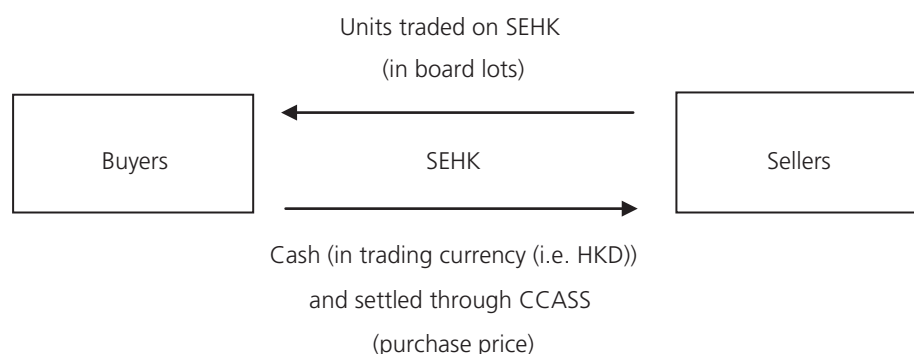 Units traded on SEHK
(in board lots)
Buyers
SEHK
Sellers
Cash (in trading currency (i.e. HKD))
and settled through CCASS
(purchase price)